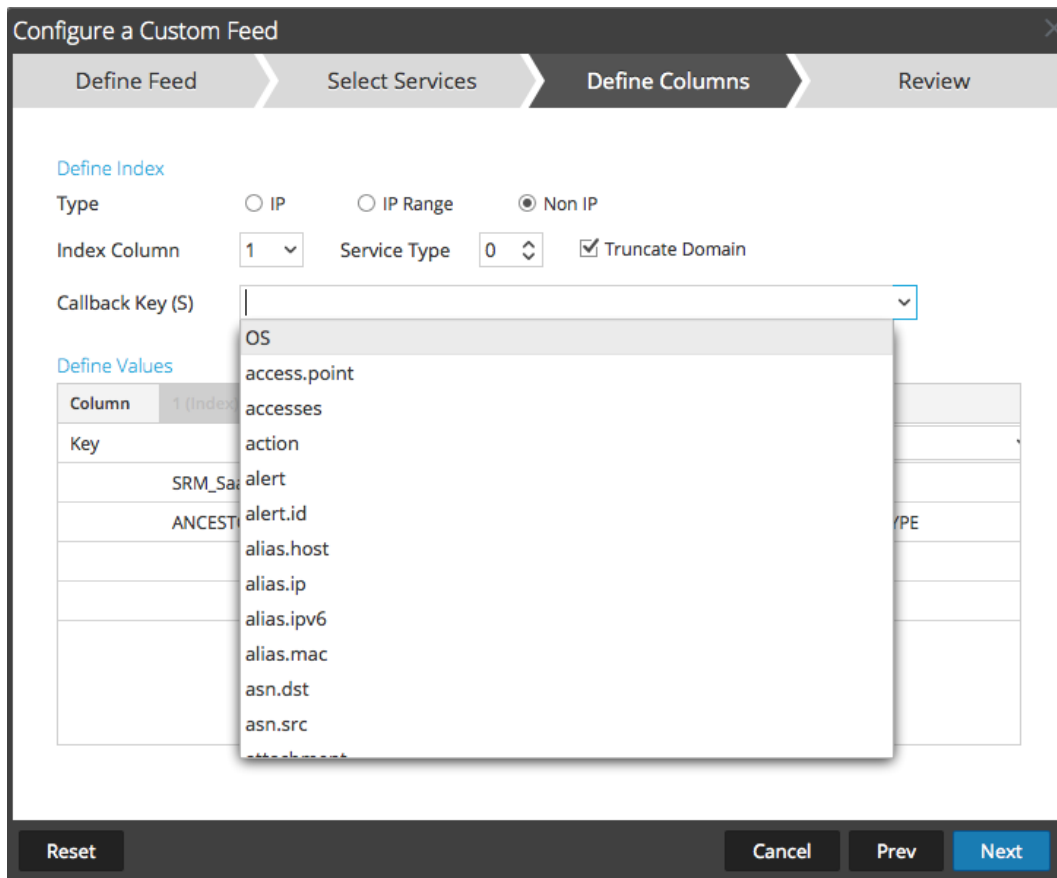 Configure a Custom Feed
Define Feed Select Services Define Columns Review
Define Index
Type IP IP Range Non IP
Index Column 1 Service Type 0 Truncate Domain
Callback Key (S)
OS
access.point
accesses
action
alert
alert.id
alias.host
alias.ip
alias.ipv6
alias.mac
asn.dst
asn.src
Define Values
Column 1 (Index)
Key
Reset Cancel Prev Next